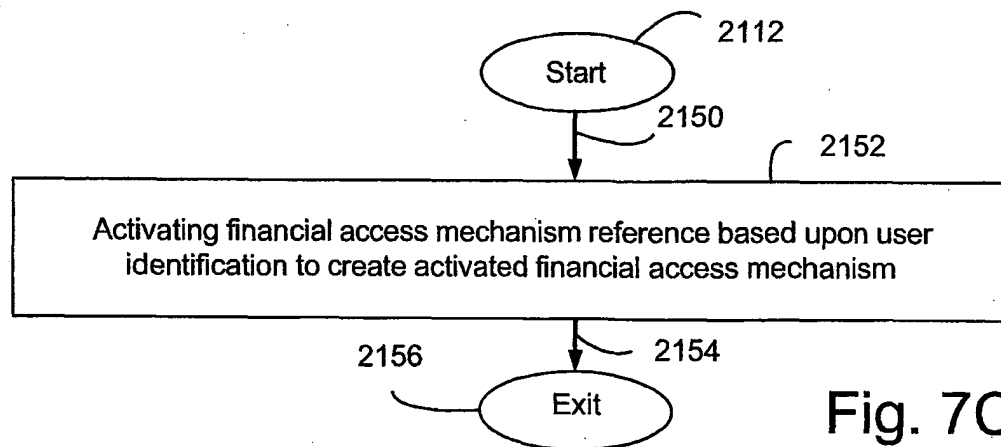 2112
Start
2150
2152
Activating financial access mechanism reference based upon user
identification to create activated financial access mechanism
2156
2154
Exit
Fig. 7C